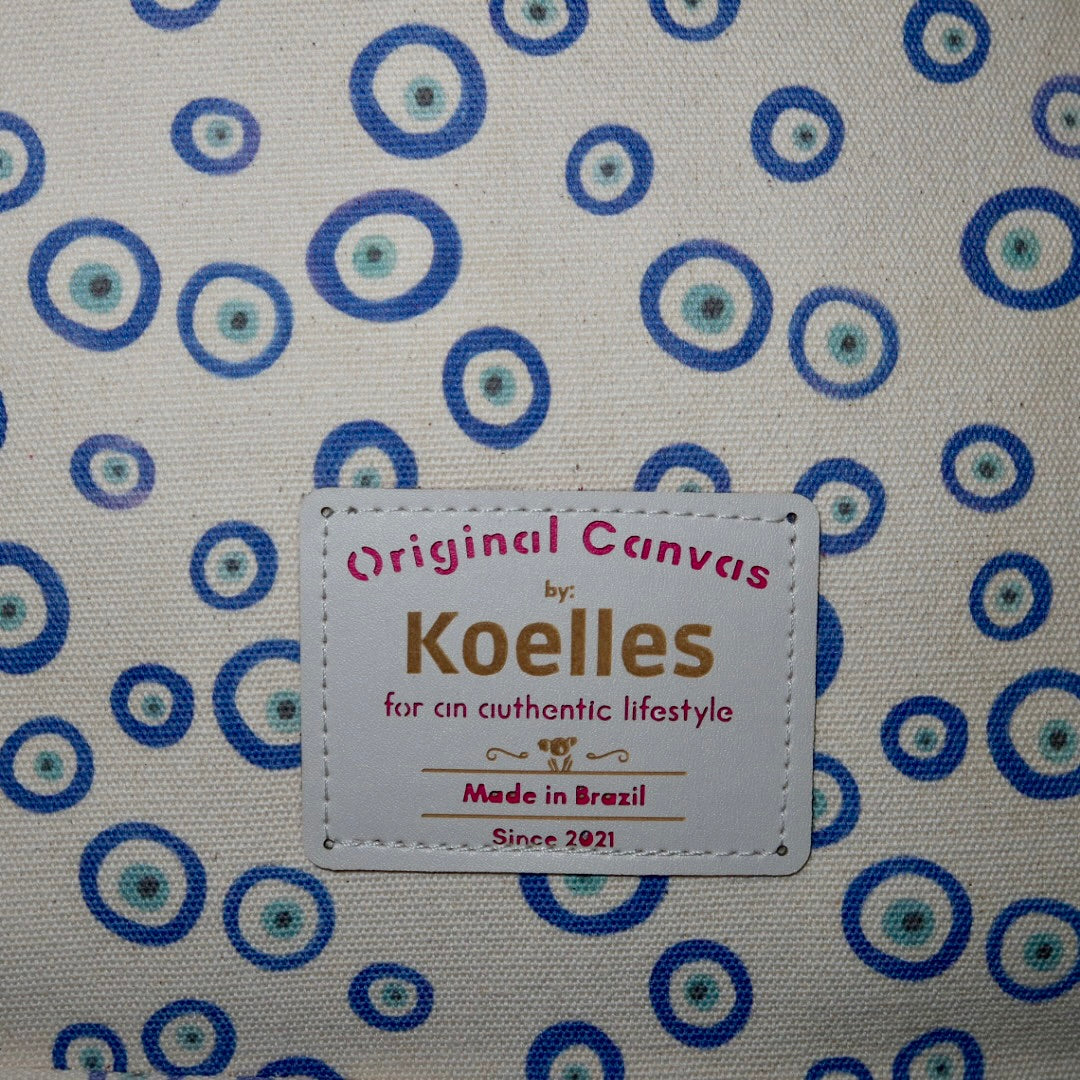 Original Canvas
by:
Koelles
for an authentic lifestyle
Made in Brazil
Since 2021